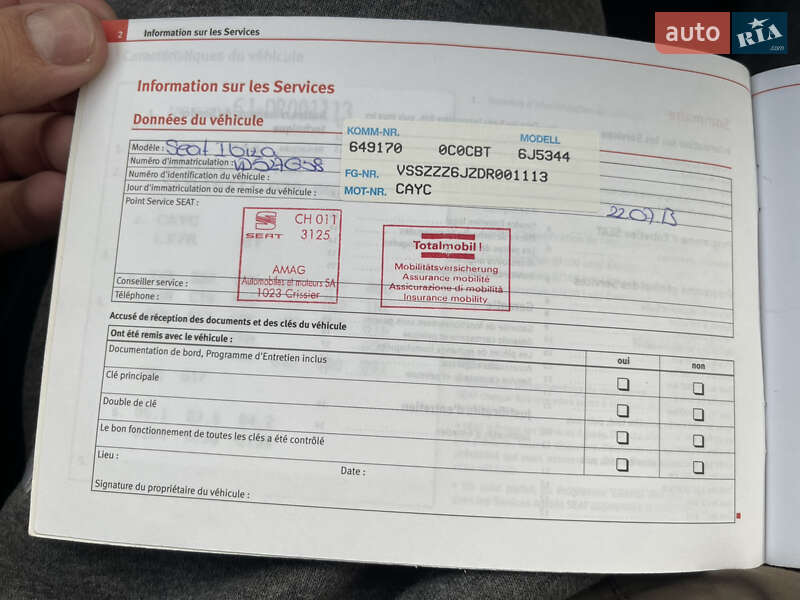 2 Information sur les Services
auto RIA .com
Information sur les Services
Données du véhicule
Modèle : Seat Ibiza
Numéro d'immatriculation :
Numéro d'identification du véhicule :
Jour d'immatriculation ou de remise du véhicule : 22 07 13
KOMM-NR. MODELL
649170 0C0CBT 6J5344
FG-NR. VSSZZZ6JZDR001113
MOT-NR. CAYC
Point Service SEAT :
SEAT CH 011
3125
AMAG
Automobiles et moteurs SA
1023 Crissier
Totalmobil!
Mobilitätsversicherung
Assurance mobilité
Assicurazione di mobilità
Insurance mobility
Conseiller service :
Téléphone :
Accusé de réception des documents et des clés du véhicule
Ont été remis avec le véhicule : oui non
Documentation de bord, Programme d'Entretien inclus
Clé principale
Double de clé
Le bon fonctionnement de toutes les clés a été contrôlé
Lieu : Date :
Signature du propriétaire du véhicule :